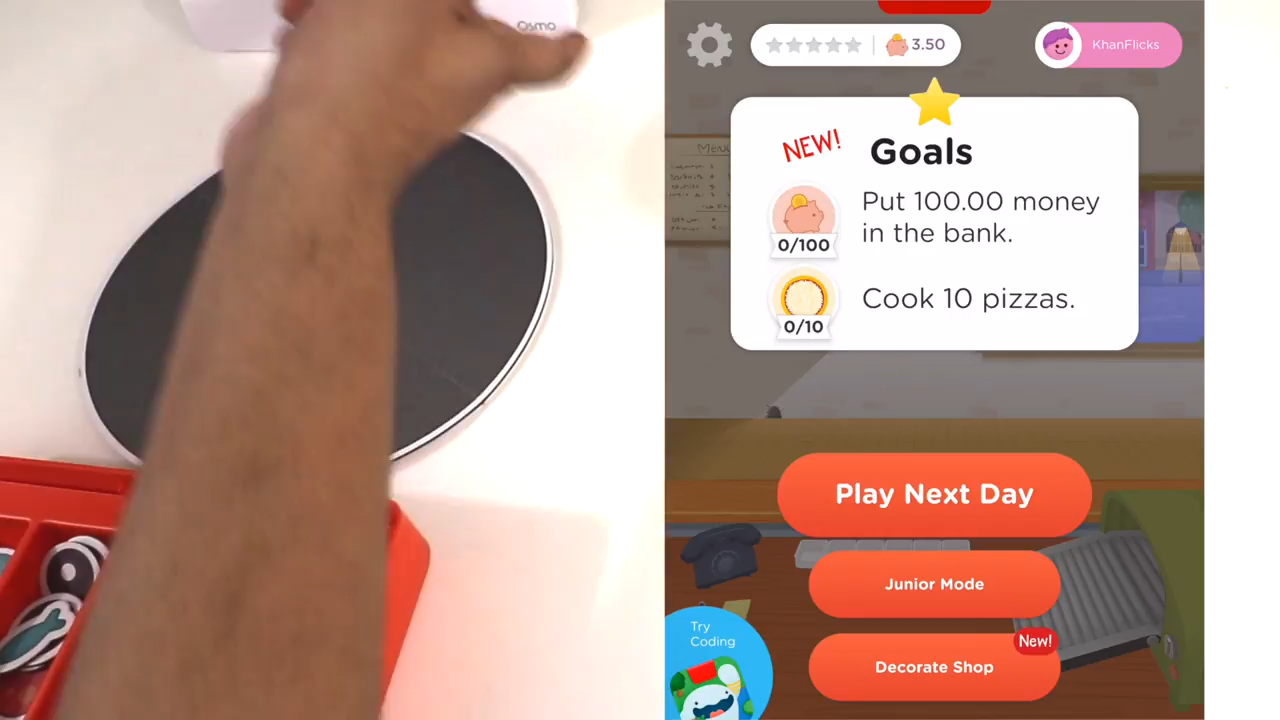 Osmo
3.50
KhanFlicks
Menu
NEW!
Goals
Put 100.00 money
in the bank.
0/100
Cook 10 pizzas.
0/10
Play Next Day
Junior Mode
New!
Decorate Shop
Try
Coding